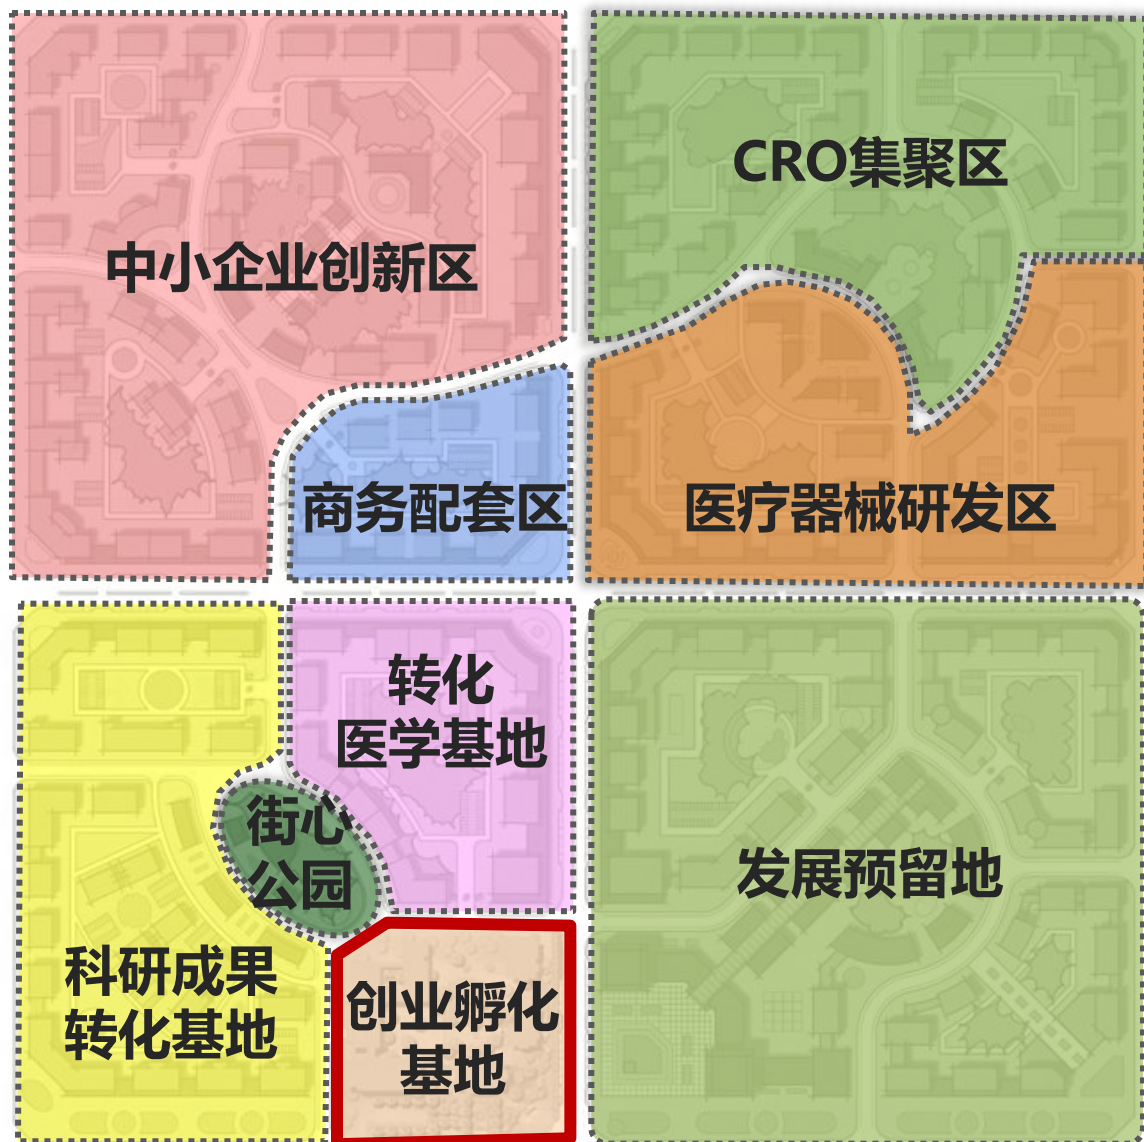 CRO集聚区
中小企业创新区
商务配套区
医疗器械研发区
转化
医学基地
街心
公园
发展预留地
科研成果
转化基地
创业孵化
基地